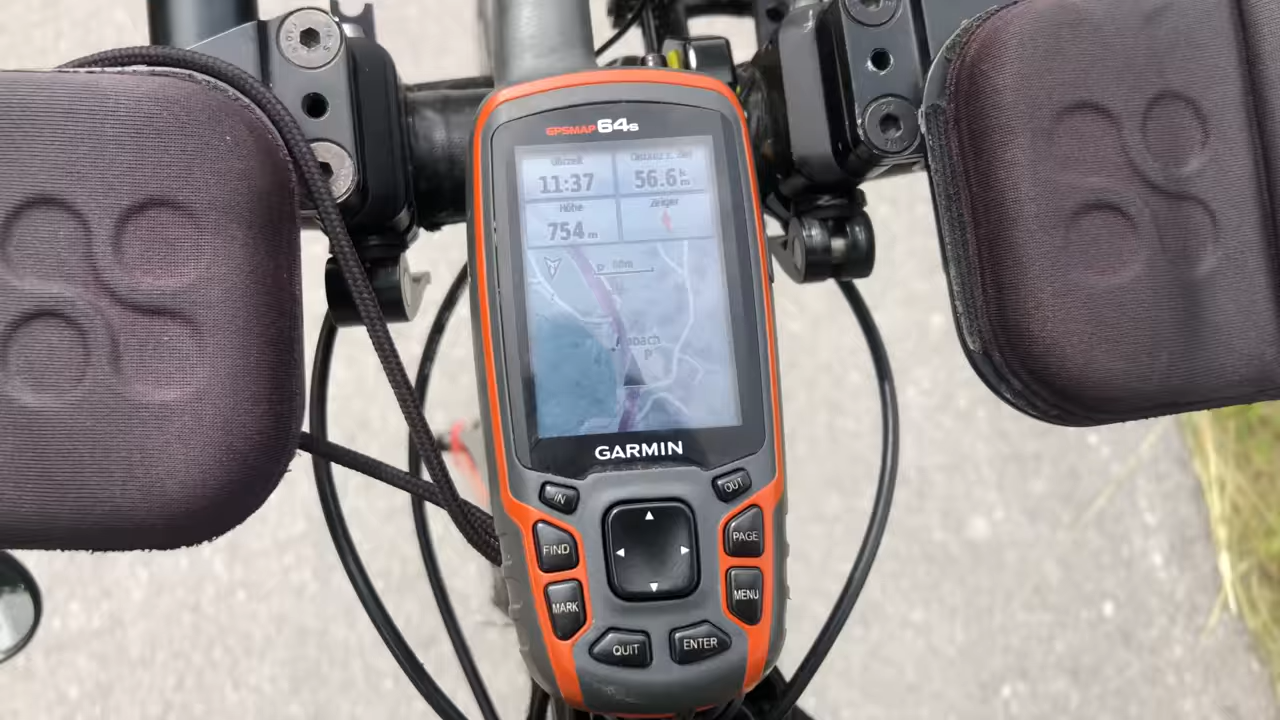 GPSMAP 64s
Uhrzeit
11:37
56.6 km
Höhe
754 m
Zeiger
P
P
GARMIN
IN
OUT
FIND
PAGE
MARK
MENU
QUIT
ENTER